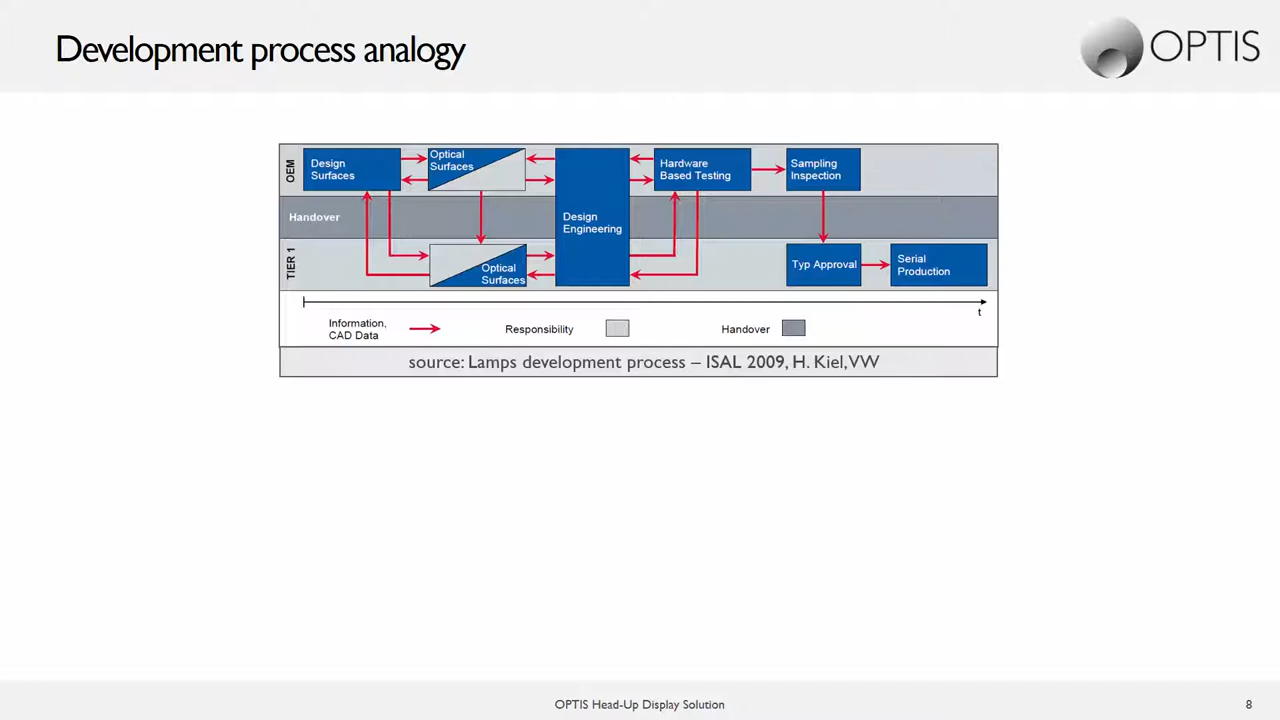 Development process analogy
OPTIS
OEM
Design
Surfaces
Optical
Surfaces
Hardware
Based Testing
Sampling
Inspection
Handover
Design
Engineering
TIER 1
Optical
Surfaces
Typ Approval
Serial
Production
t
Information,
CAD Data
Responsibility
Handover
source: Lamps development process – ISAL 2009, H. Kiel, VW
OPTIS Head-Up Display Solution
8